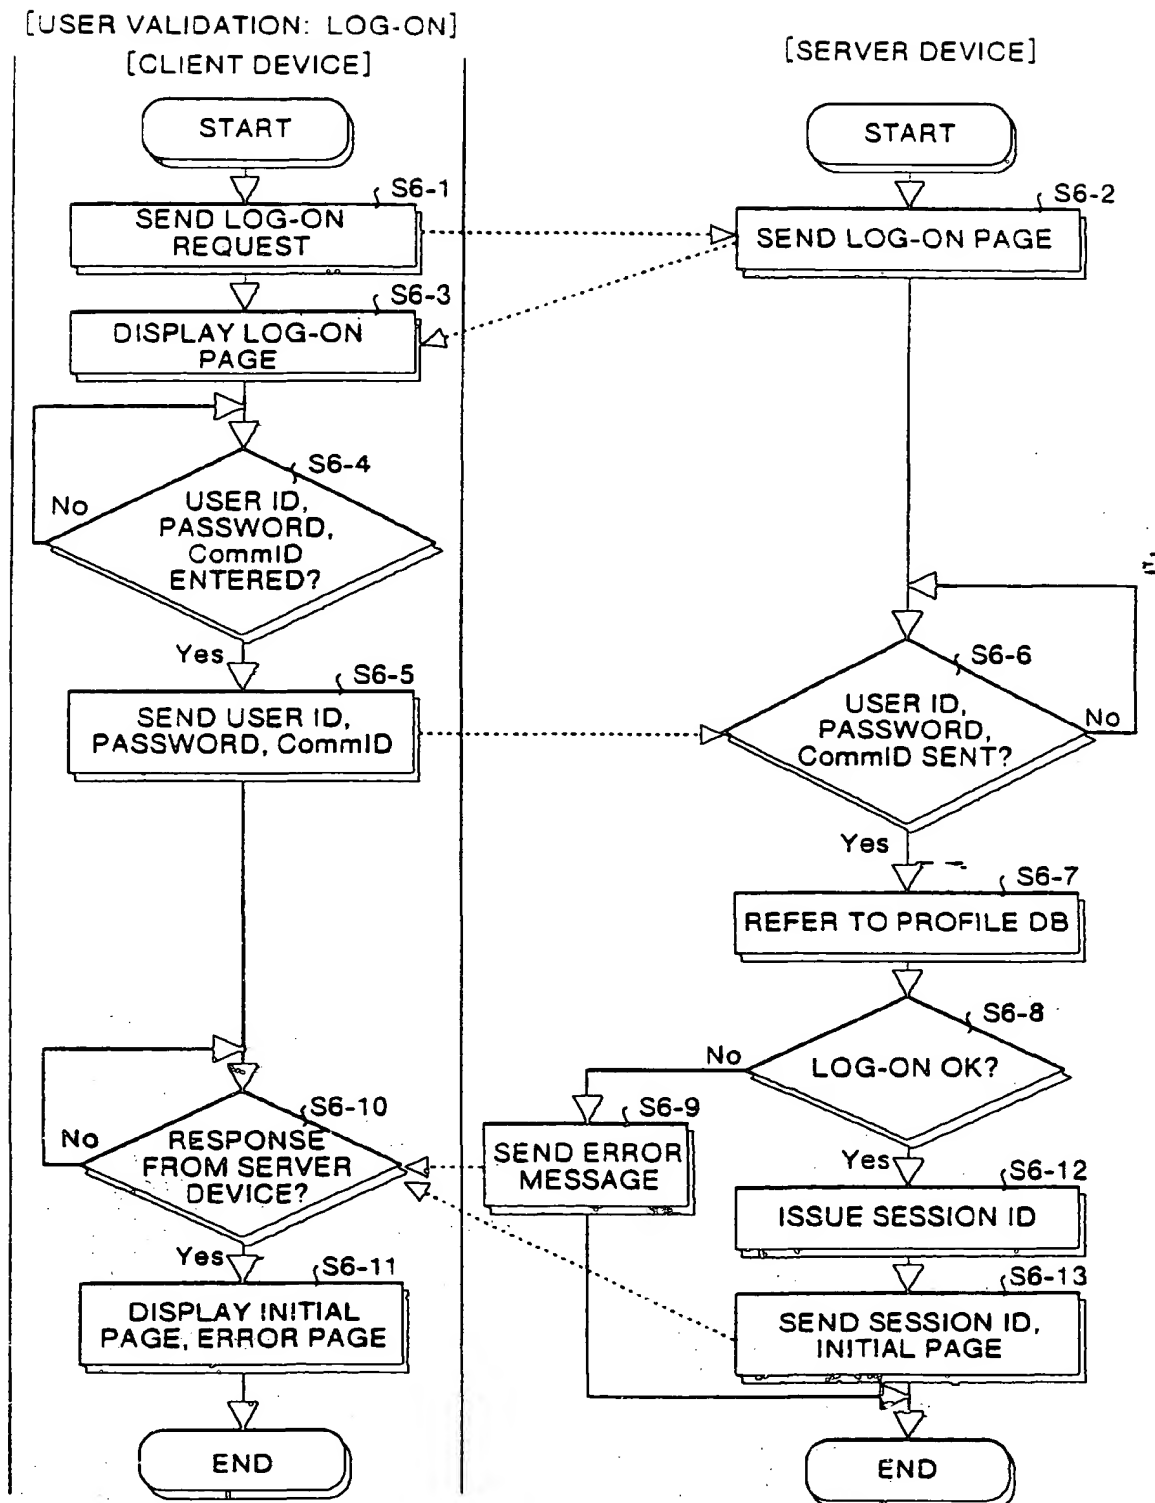 [USER VALIDATION: LOG-ON]
[CLIENT DEVICE]
[SERVER DEVICE]
START
START
S6-1
SEND LOG-ON
REQUEST
S6-2
SEND LOG-ON PAGE
S6-3
DISPLAY LOG-ON
PAGE
S6-4
No
USER ID,
PASSWORD,
CommID
ENTERED?
Yes
S6-5
SEND USER ID,
PASSWORD, CommID
S6-6
USER ID,
PASSWORD,
CommID SENT?
No
Yes
S6-7
REFER TO PROFILE DB
S6-8
No
LOG-ON OK?
S6-9
SEND ERROR
MESSAGE
S6-10
No
RESPONSE
FROM SERVER
DEVICE?
Yes
S6-12
ISSUE SESSION ID
Yes
S6-11
DISPLAY INITIAL
PAGE, ERROR PAGE
S6-13
SEND SESSION ID,
INITIAL PAGE
END
END